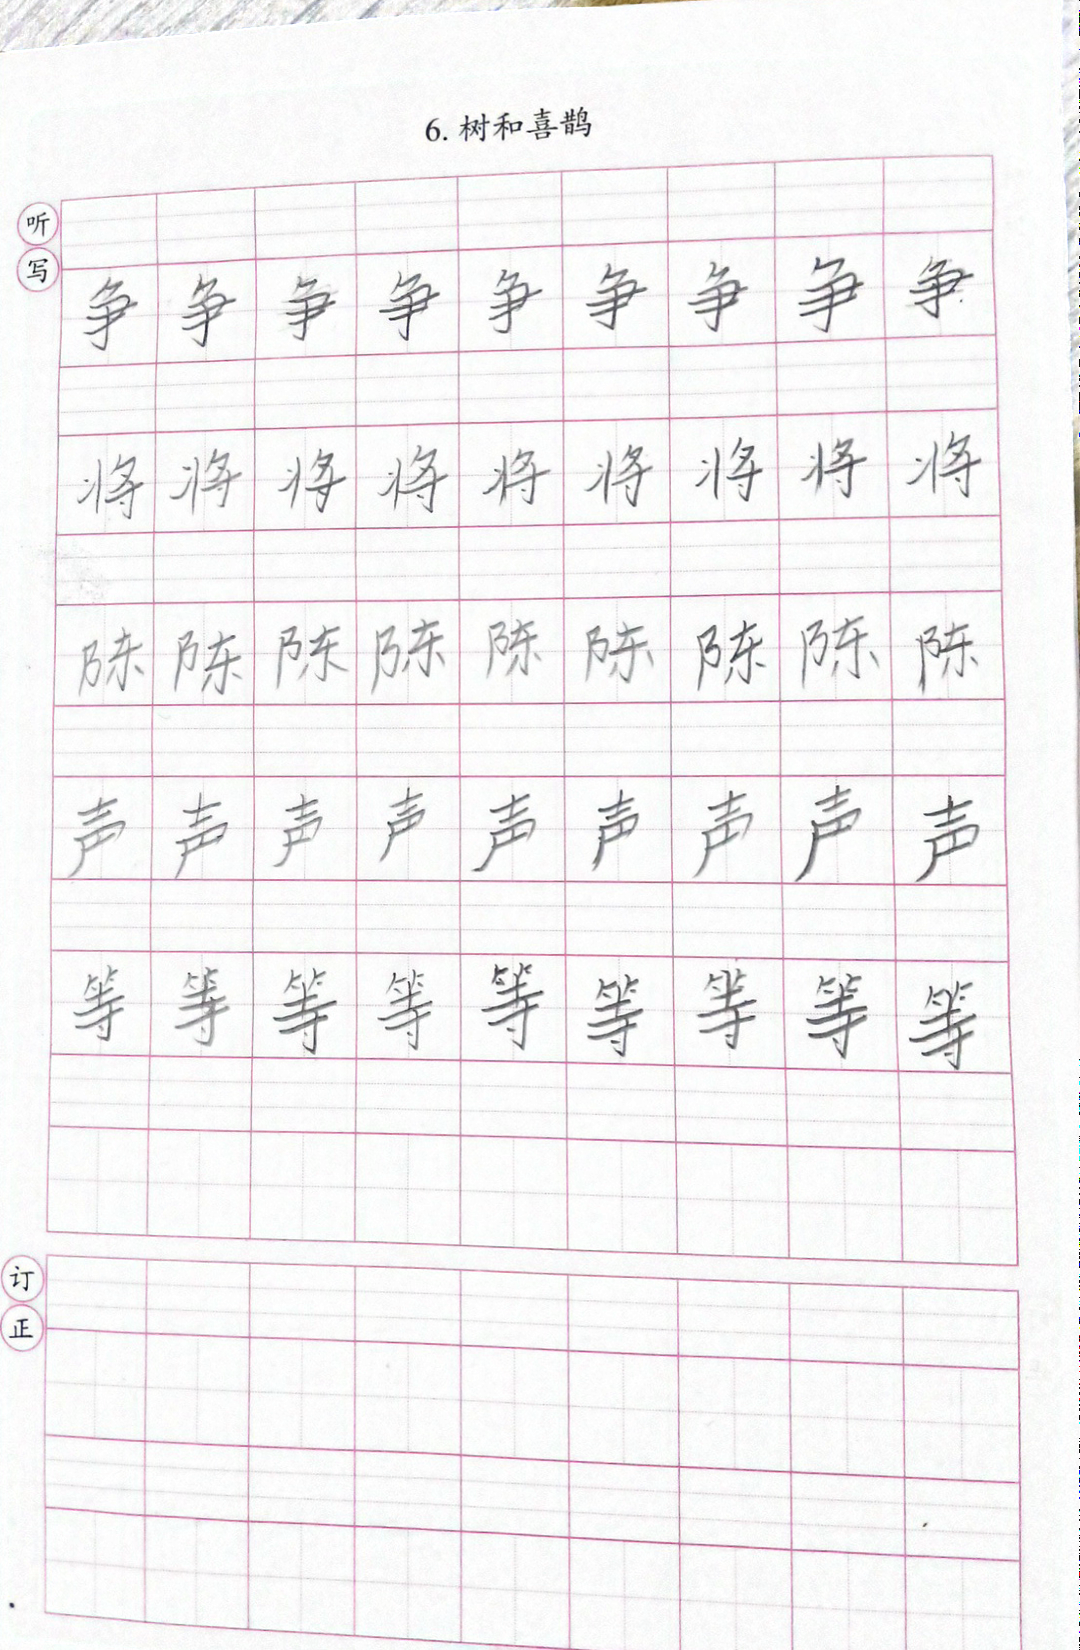 6. 树和喜鹊
听
写
争 争 争 争 争 争 争 争 争
将 将 将 将 将 将 将 将 将
陈 陈 陈 陈 陈 陈 陈 陈 陈
声 声 声 声 声 声 声 声 声
等 等 等 等 等 等 等 等 等
订
正